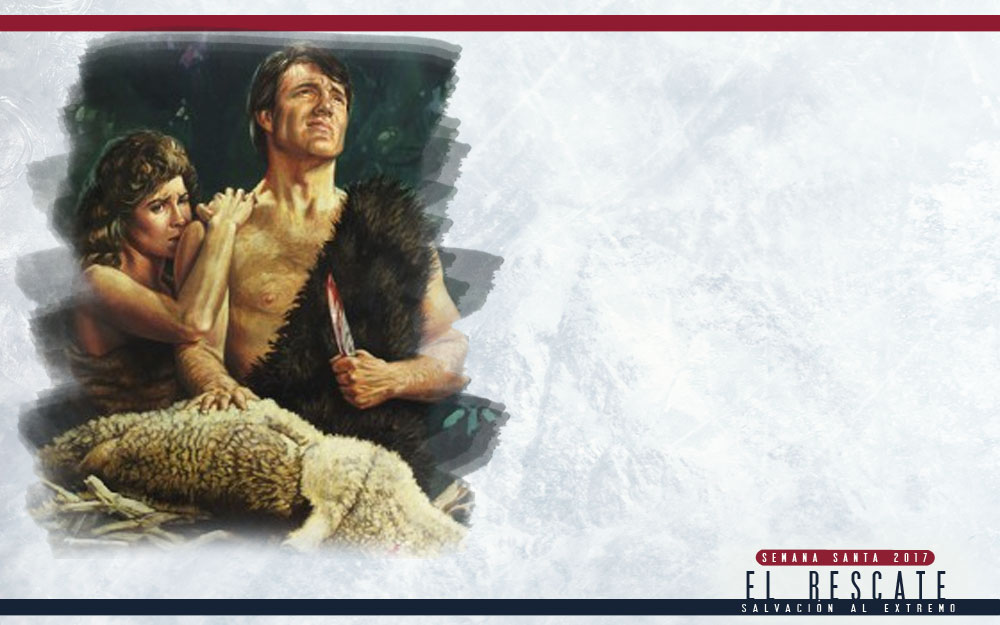 SEMANA SANTA 2017
EL RESCATE
SALVACIÓN AL EXTREMO